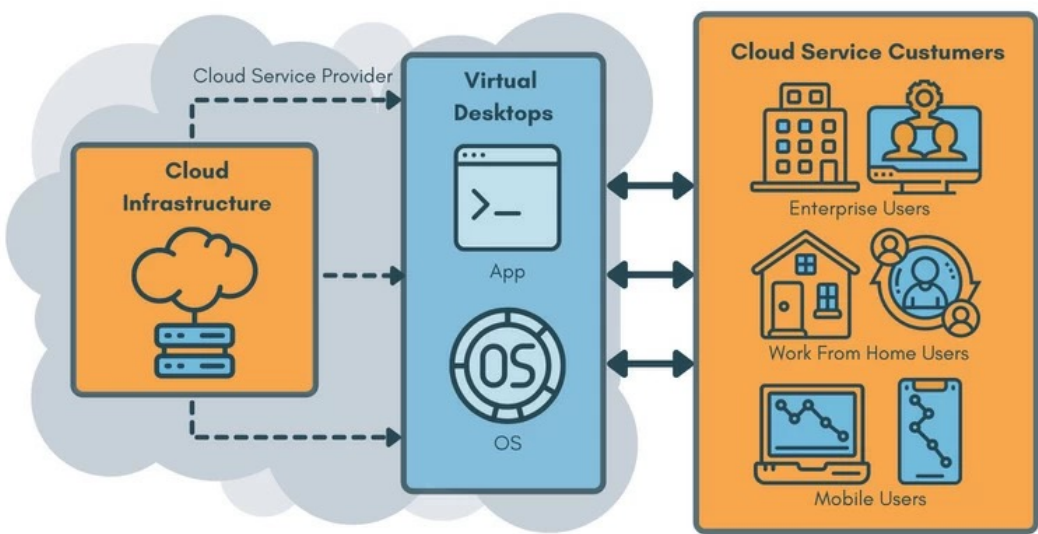 Cloud Service Provider
Cloud
Infrastructure
Virtual
Desktops
>_
App
OS
OS
Cloud Service Custumers
Enterprise Users
Work From Home Users
Mobile Users